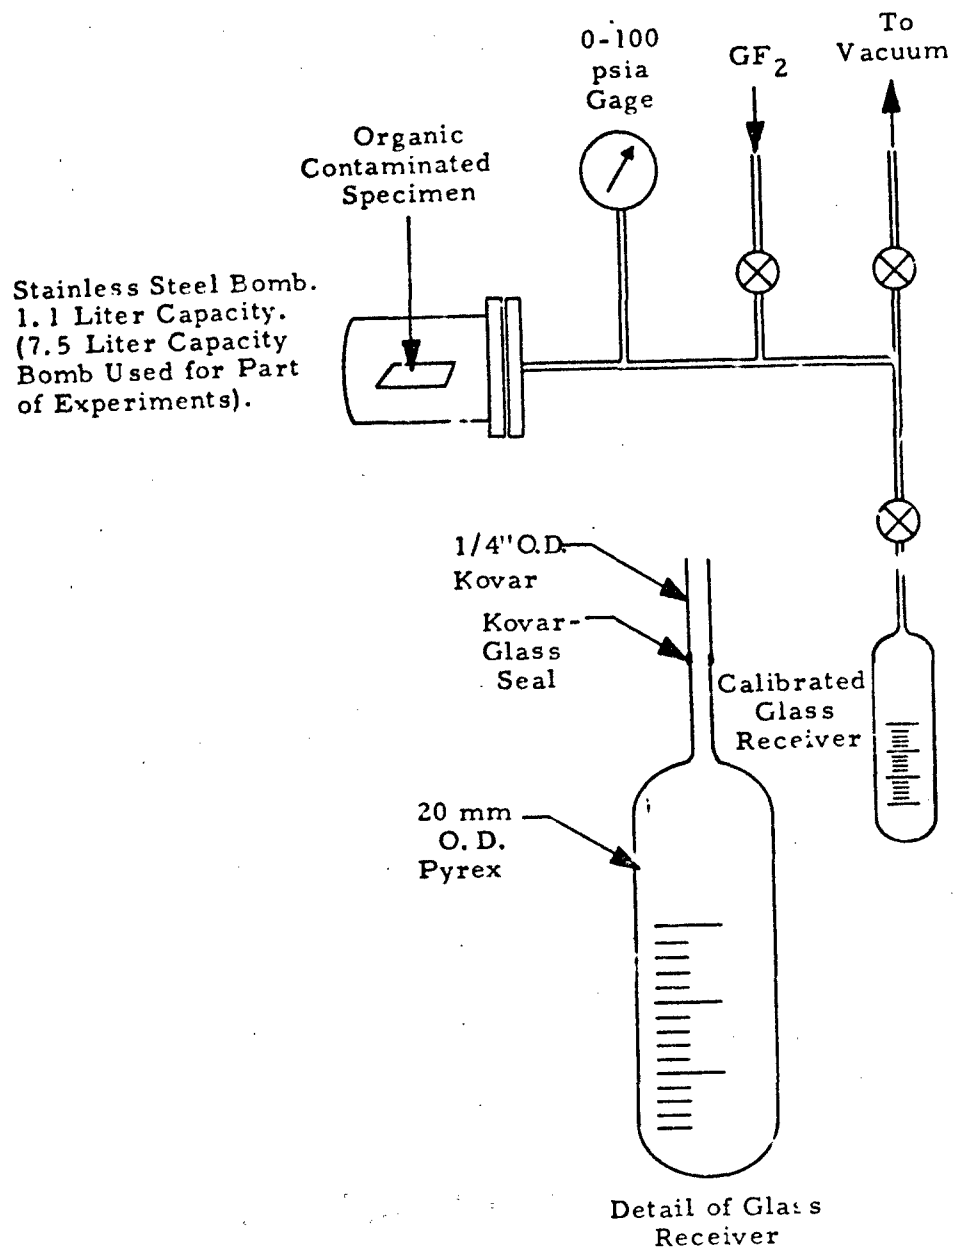 To
Vacuum
0-100
psia
Gage
GF2
Organic
Contaminated
Specimen
Stainless Steel Bomb.
1.1 Liter Capacity.
(7.5 Liter Capacity
Bomb Used for Part
of Experiments).
1/4" O.D.
Kovar
Kovar-
Glass
Seal
Calibrated
Glass
Receiver
20 mm
O.D.
Pyrex
Detail of Glass
Receiver